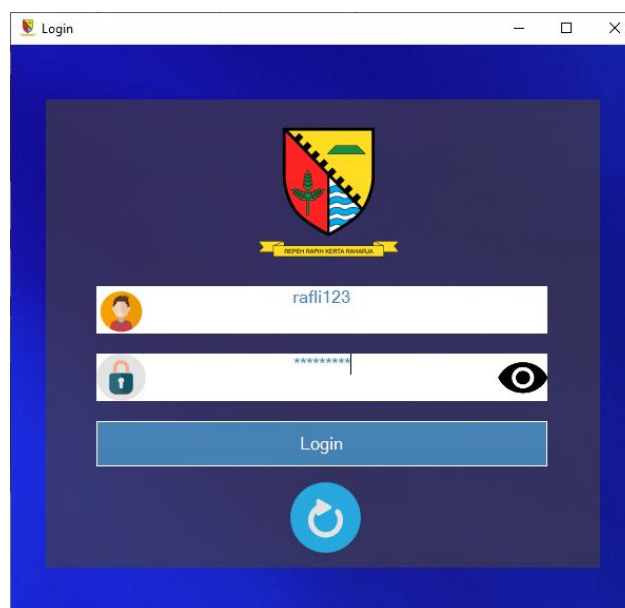 Login
REPEH RAPIH KERTA RAHARJA
rafli123
*********
Login